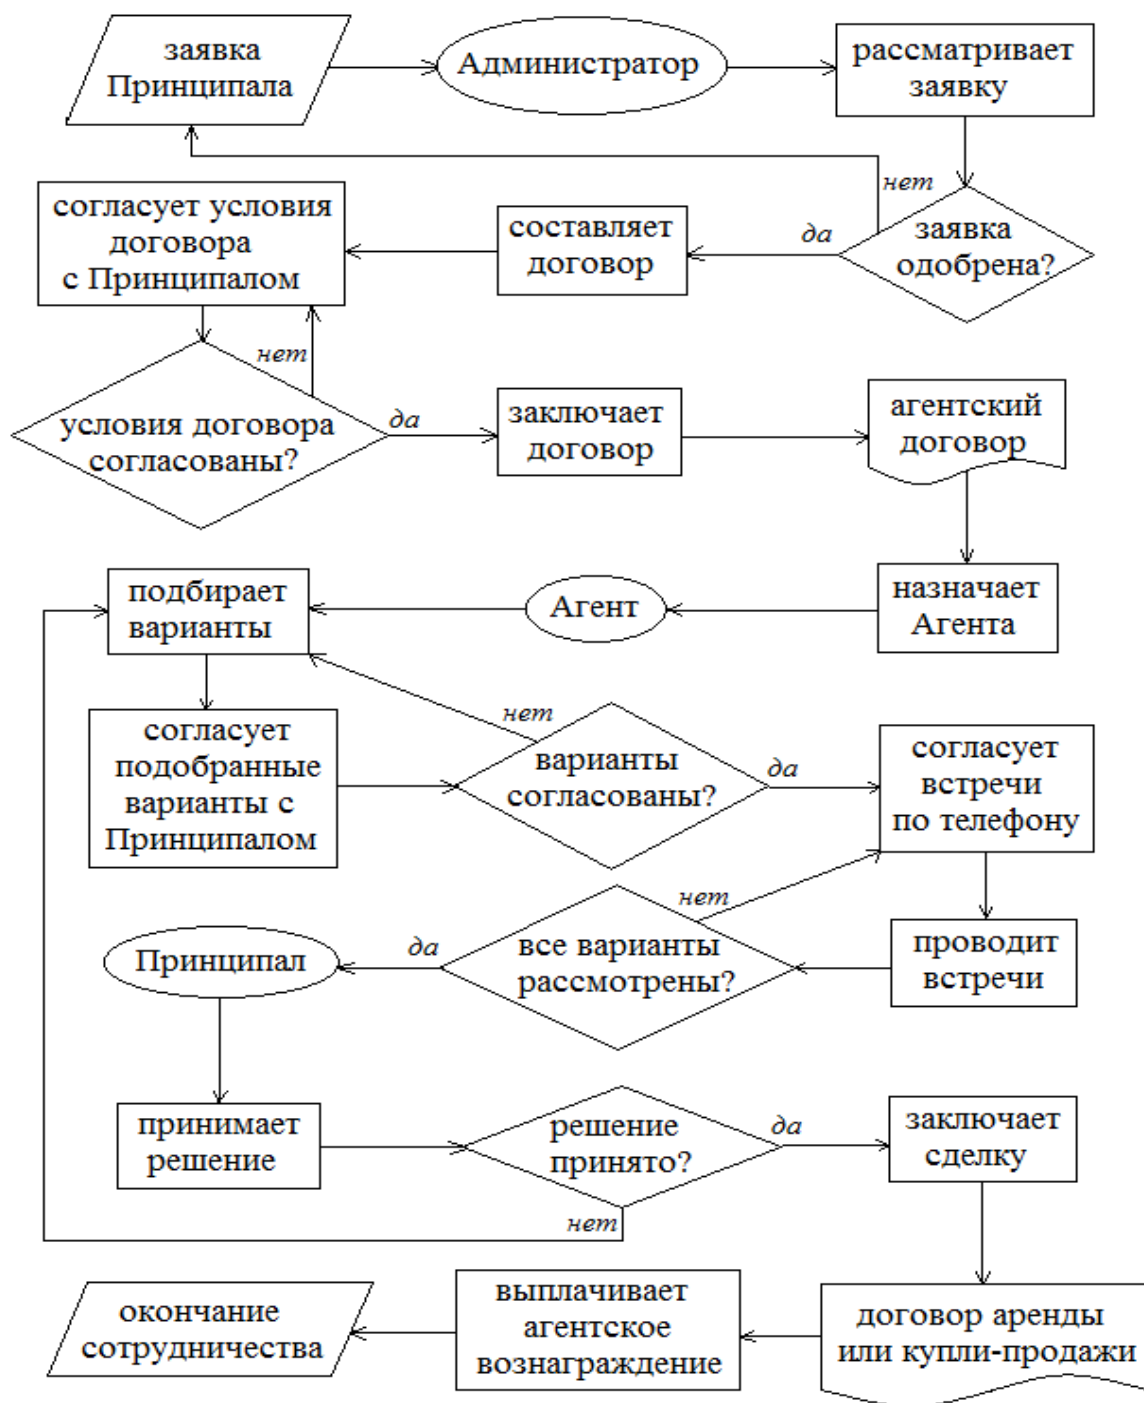 заявка
Принципала
Администратор
рассматривает
заявку
нет
заявка
одобрена?
да
составляет
договор
согласует условия
договора
с Принципалом
нет
условия договора
согласованы?
да
заключает
договор
агентский
договор
назначает
Агента
Агент
подбирает
варианты
согласует
подобранные
варианты с
Принципалом
нет
варианты
согласованы?
да
согласует
встречи
по телефону
проводит
встречи
нет
все варианты
рассмотрены?
да
Принципал
принимает
решение
решение
принято?
да
нет
заключает
сделку
договор аренды
или купли-продажи
выплачивает
агентское
вознаграждение
окончание
сотрудничества